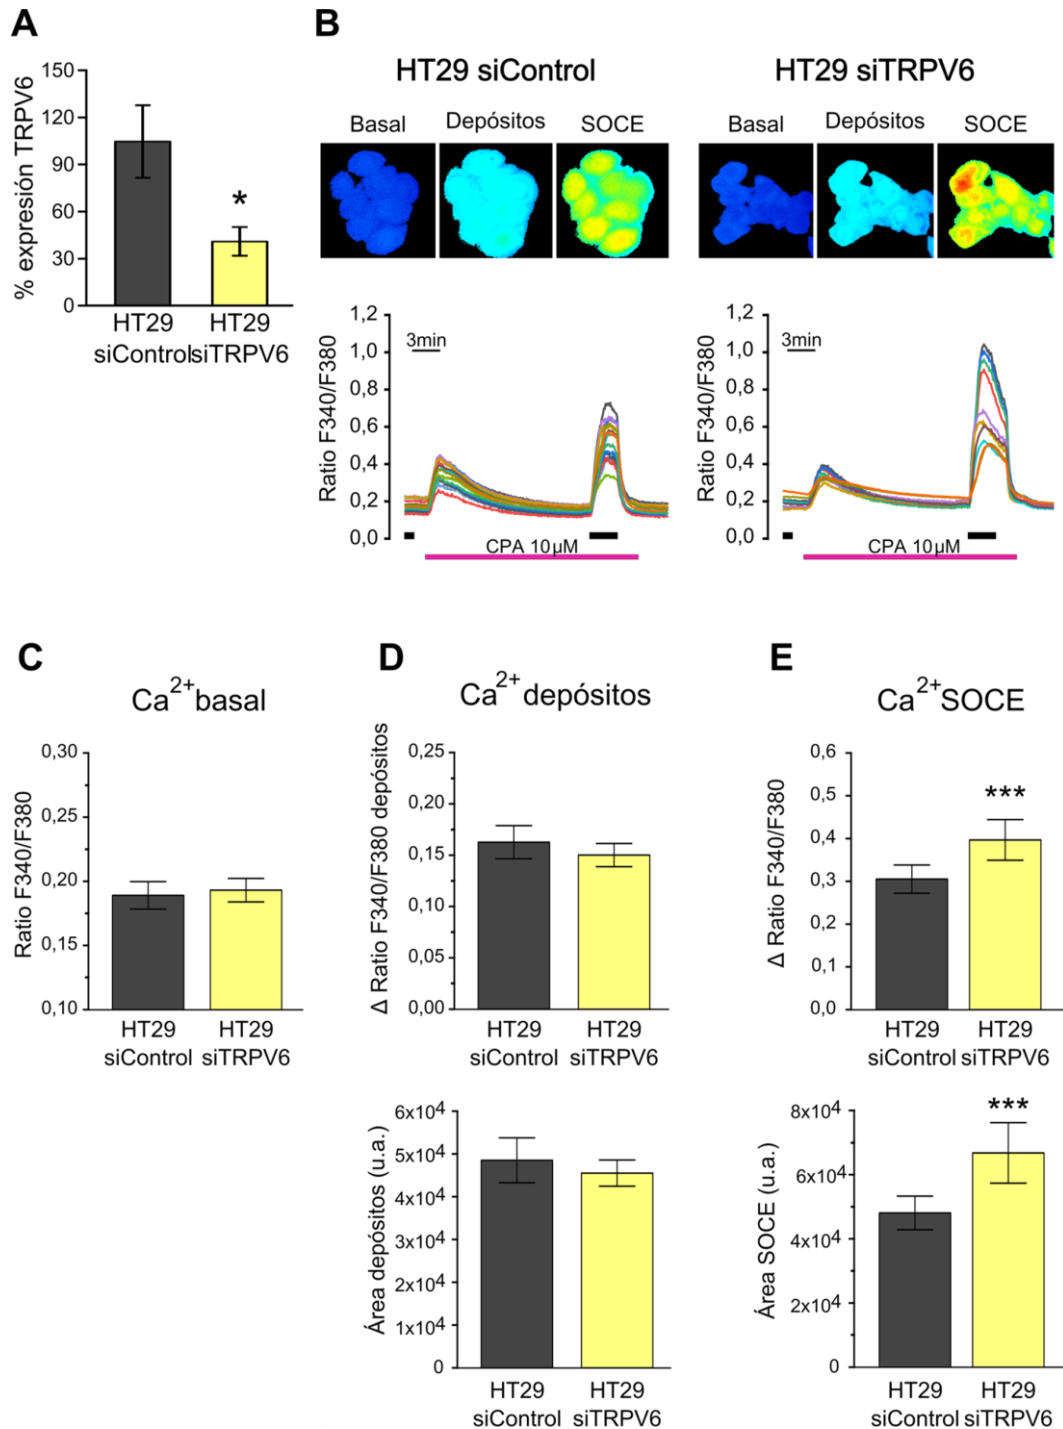 A
% expresión TRPV6
150
120
90
60
30
0
*
HT29 HT29
siControl siTRPV6
B
HT29 siControl
Basal Depósitos SOCE
HT29 siTRPV6
Basal Depósitos SOCE
Ratio F340/F380
1,2
1,0
0,8
0,6
0,4
0,2
0,0
3min
CPA 10µM
Ratio F340/F380
1,2
1,0
0,8
0,6
0,4
0,2
0,0
3min
CPA 10µM
C
Ca2+ basal
Ratio F340/F380
0,30
0,25
0,20
0,15
0,10
HT29 HT29
siControl siTRPV6
D
Ca2+ depósitos
Δ Ratio F340/F380 depósitos
0,25
0,20
0,15
0,10
0,05
0,00
HT29 HT29
siControl siTRPV6
Área depósitos (u.a.)
6x104
5x104
4x104
3x104
2x104
1x104
0
HT29 HT29
siControl siTRPV6
E
Ca2+ SOCE
Δ Ratio F340/F380
0,6
0,5
0,4
0,3
0,2
0,1
0,0
***
HT29 HT29
siControl siTRPV6
Área SOCE (u.a.)
8x104
6x104
4x104
2x104
0
***
HT29 HT29
siControl siTRPV6